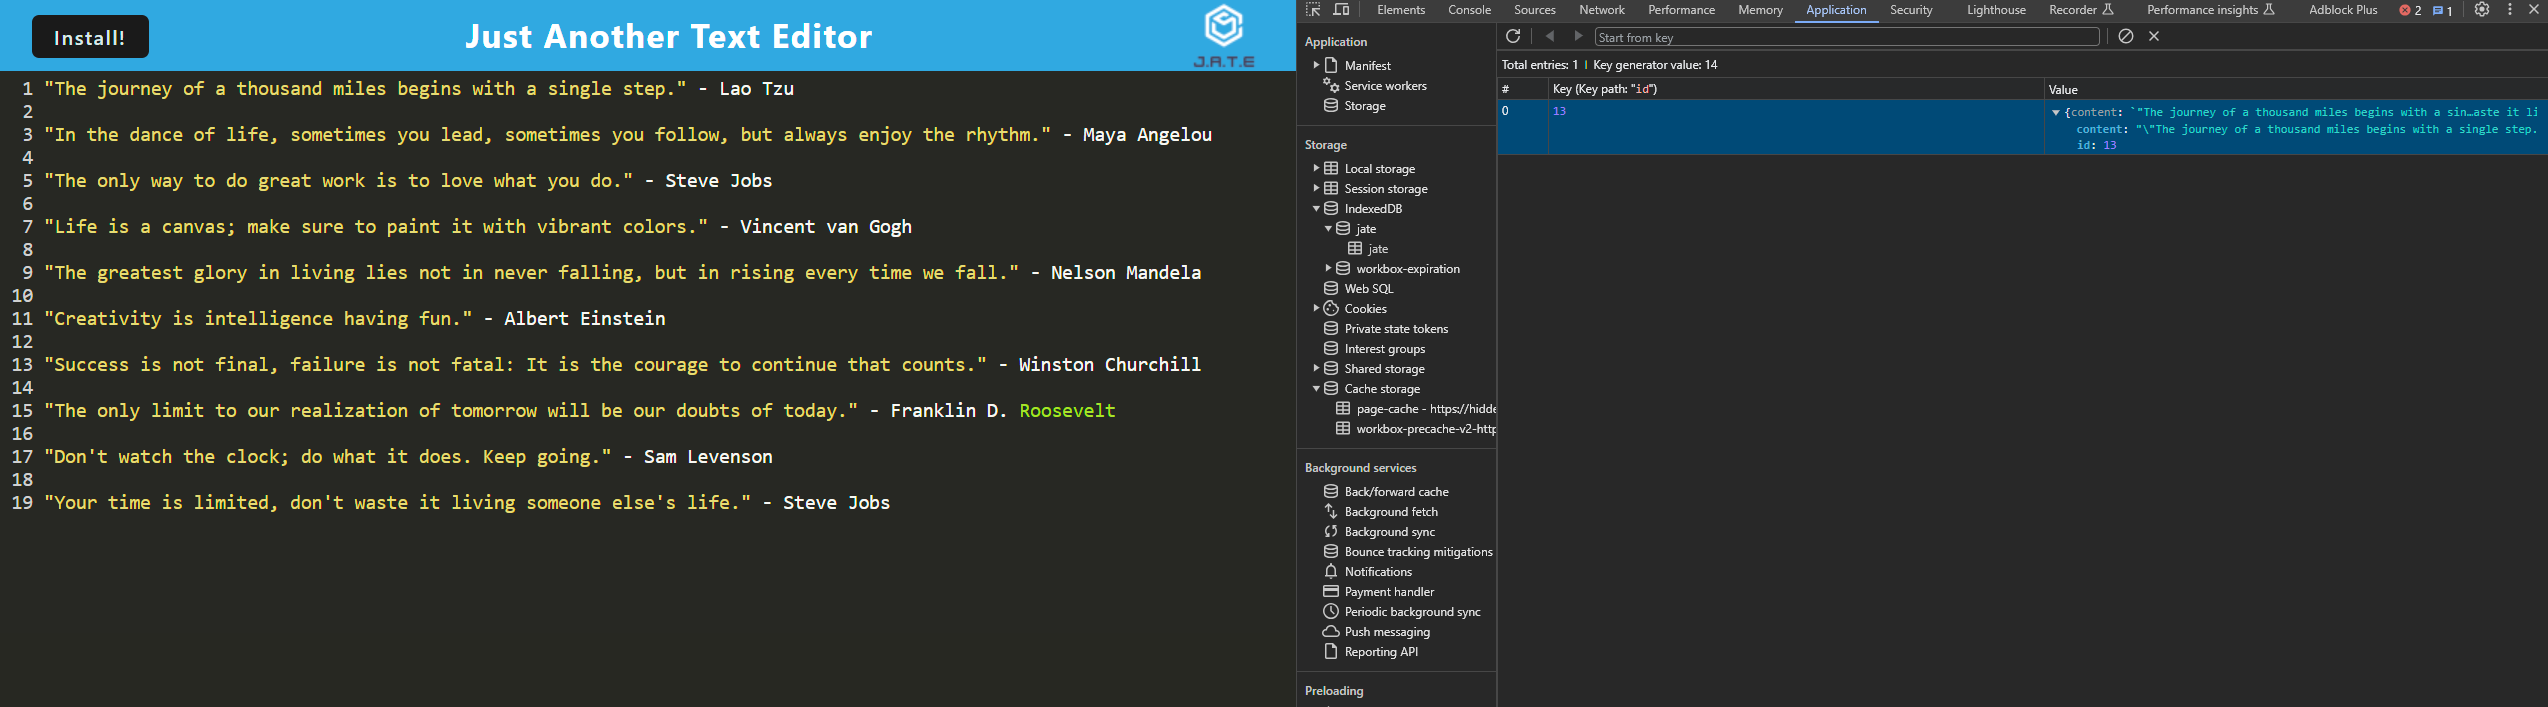 Install!
Just Another Text Editor
J.A.T.E
1 "The journey of a thousand miles begins with a single step." - Lao Tzu
2
3 "In the dance of life, sometimes you lead, sometimes you follow, but always enjoy the rhythm." - Maya Angelou
4
5 "The only way to do great work is to love what you do." - Steve Jobs
6
7 "Life is a canvas; make sure to paint it with vibrant colors." - Vincent van Gogh
8
9 "The greatest glory in living lies not in never falling, but in rising every time we fall." - Nelson Mandela
10
11 "Creativity is intelligence having fun." - Albert Einstein
12
13 "Success is not final, failure is not fatal: It is the courage to continue that counts." - Winston Churchill
14
15 "The only limit to our realization of tomorrow will be our doubts of today." - Franklin D. Roosevelt
16
17 "Don't watch the clock; do what it does. Keep going." - Sam Levenson
18
19 "Your time is limited, don't waste it living someone else's life." - Steve Jobs
Elements Console Sources Network Performance Memory Application Security Lighthouse Recorder Performance insights Adblock Plus 2 1
Application
Manifest
Service workers
Storage
Storage
Local storage
Session storage
IndexedDB
jate
jate
workbox-expiration
Web SQL
Cookies
Private state tokens
Interest groups
Shared storage
Cache storage
page-cache - https://hidde
workbox-precache-v2-http
Background services
Back/forward cache
Background fetch
Background sync
Bounce tracking mitigations
Notifications
Payment handler
Periodic background sync
Push messaging
Reporting API
Preloading
Start from key
Total entries: 1 Key generator value: 14
# Key (Key path: "id") Value
0 13 {content: `"The journey of a thousand miles begins with a sin…aste it li
content: "\"The journey of a thousand miles begins with a single step.
id: 13